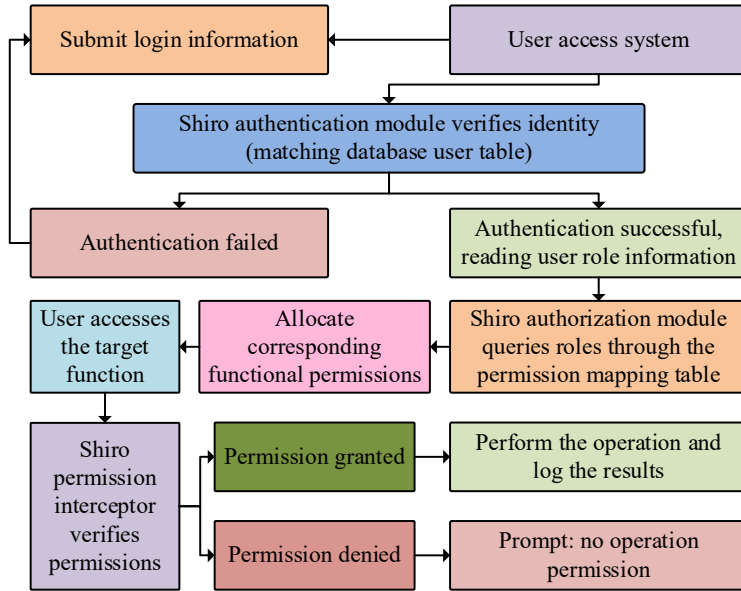 Submit login information
User access system
Shiro authentication module verifies identity
(matching database user table)
Authentication failed
Authentication successful,
reading user role information
User accesses
the target
function
Allocate
corresponding
functional permissions
Shiro authorization module
queries roles through the
permission mapping table
Shiro
permission
interceptor
verifies
permissions
Permission granted
Perform the operation and
log the results
Permission denied
Prompt: no operation
permission